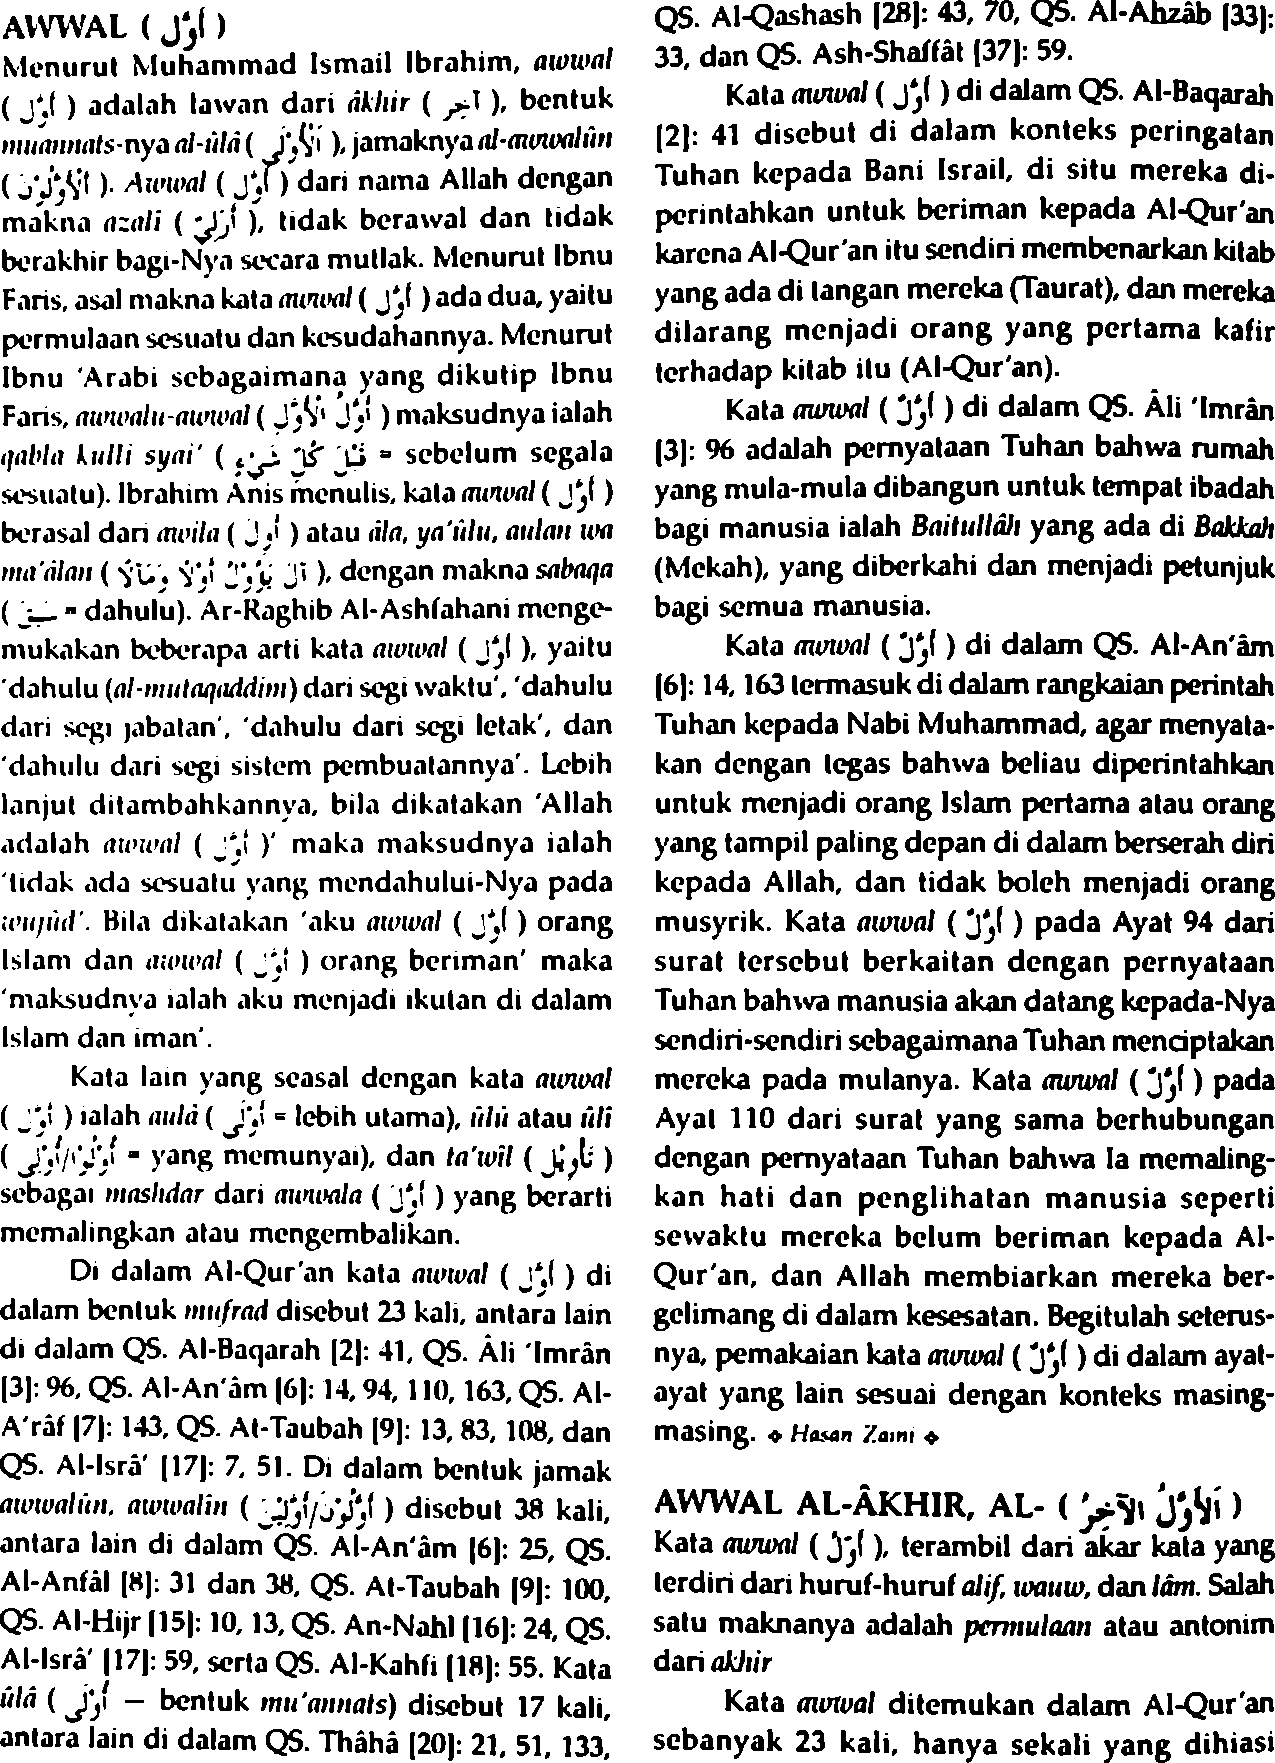 AWWAL ( أَوَّل )
Menurut Muhammad Ismail Ibrahim, awwal
( أَوَّل ) adalah lawan dari âkhir ( آخِر ), bentuk
muannats-nya al-ûlâ ( اَلْأُوْلَى ), jamaknya al-awwalûn
( اَلْأَوَّلُوْنَ ). Awwal ( أَوَّل ) dari nama Allah dengan
makna azali ( أَزَلِيّ ), tidak berawal dan tidak
berakhir bagi-Nya secara mutlak. Menurut Ibnu
Faris, asal makna kata awwal ( أَوَّل ) ada dua, yaitu
permulaan sesuatu dan kesudahannya. Menurut
Ibnu 'Arabi sebagaimana yang dikutip Ibnu
Faris, awwalu-awwal ( أَوَّلُ الْأَوَّل ) maksudnya ialah
qabla kulli syai' ( قَبْلَ كُلِّ شَيْءٍ = sebelum segala
sesuatu). Ibrahim Anis menulis, kata awwal ( أَوَّل )
berasal dari awila ( أَوِلَ ) atau âla, ya'ûlu, aulan wa
ma'âlan ( آلَ يَؤُوْلُ أَوْلاً وَمَآلاً ), dengan makna sabaqa
( سَبَقَ = dahulu). Ar-Raghib Al-Ashfahani menge-
mukakan beberapa arti kata awwal ( أَوَّل ), yaitu
'dahulu (al-mutaqaddim) dari segi waktu', 'dahulu
dari segi jabatan', 'dahulu dari segi letak', dan
'dahulu dari segi sistem pembuatannya'. Lebih
lanjut ditambahkannya, bila dikatakan 'Allah
adalah awwal ( أَوَّل )' maka maksudnya ialah
'tidak ada sesuatu yang mendahului-Nya pada
wujûd'. Bila dikatakan 'aku awwal ( أَوَّل ) orang
Islam dan awwal ( أَوَّل ) orang beriman' maka
'maksudnya ialah aku menjadi ikutan di dalam
Islam dan iman'.
Kata lain yang seasal dengan kata awwal
( أَوَّل ) ialah aulâ ( أَوْلَى = lebih utama), ûlû atau ûlî
( أُوْلُوْا/أُوْلِيْ = yang memunyai), dan ta'wîl ( تَأْوِيْل )
sebagai mashdar dari awwala ( أَوَّلَ ) yang berarti
memalingkan atau mengembalikan.
Di dalam Al-Qur'an kata awwal ( أَوَّل ) di
dalam bentuk mufrad disebut 23 kali, antara lain
di dalam QS. Al-Baqarah [2]: 41, QS. Âli 'Imrân
[3]: 96, QS. Al-An'âm [6]: 14, 94, 110, 163, QS. Al-
A'râf [7]: 143, QS. At-Taubah [9]: 13, 83, 108, dan
QS. Al-Isrâ' [17]: 7, 51. Di dalam bentuk jamak
awwalûn, awwalîn ( أَوَّلُوْنَ/أَوَّلِيْنَ ) disebut 38 kali,
antara lain di dalam QS. Al-An'âm [6]: 25, QS.
Al-Anfâl [8]: 31 dan 38, QS. At-Taubah [9]: 100,
QS. Al-Hijr [15]: 10, 13, QS. An-Nahl [16]: 24, QS.
Al-Isrâ' [17]: 59, serta QS. Al-Kahfi [18]: 55. Kata
ûlâ ( أُوْلَى — bentuk mu'annats) disebut 17 kali,
antara lain di dalam QS. Thâhâ [20]: 21, 51, 133,
QS. Al-Qashash [28]: 43, 70, QS. Al-Ahzâb [33]:
33, dan QS. Ash-Shaffât [37]: 59.
Kata awwal ( أَوَّل ) di dalam QS. Al-Baqarah
[2]: 41 disebut di dalam konteks peringatan
Tuhan kepada Bani Israil, di situ mereka di-
perintahkan untuk beriman kepada Al-Qur'an
karena Al-Qur'an itu sendiri membenarkan kitab
yang ada di tangan mereka (Taurat), dan mereka
dilarang menjadi orang yang pertama kafir
terhadap kitab itu (Al-Qur'an).
Kata awwal ( أَوَّلُ ) di dalam QS. Âli 'Imrân
[3]: 96 adalah pernyataan Tuhan bahwa rumah
yang mula-mula dibangun untuk tempat ibadah
bagi manusia ialah Baitullâh yang ada di Bakkah
(Mekah), yang diberkahi dan menjadi petunjuk
bagi semua manusia.
Kata awwal ( أَوَّلُ ) di dalam QS. Al-An'âm
[6]: 14, 163 termasuk di dalam rangkaian perintah
Tuhan kepada Nabi Muhammad, agar menyata-
kan dengan tegas bahwa beliau diperintahkan
untuk menjadi orang Islam pertama atau orang
yang tampil paling depan di dalam berserah diri
kepada Allah, dan tidak boleh menjadi orang
musyrik. Kata awwal ( أَوَّلُ ) pada Ayat 94 dari
surat tersebut berkaitan dengan pernyataan
Tuhan bahwa manusia akan datang kepada-Nya
sendiri-sendiri sebagaimana Tuhan menciptakan
mereka pada mulanya. Kata awwal ( أَوَّلُ ) pada
Ayat 110 dari surat yang sama berhubungan
dengan pernyataan Tuhan bahwa Ia memaling-
kan hati dan penglihatan manusia seperti
sewaktu mereka belum beriman kepada Al-
Qur'an, dan Allah membiarkan mereka ber-
gelimang di dalam kesesatan. Begitulah seterus-
nya, pemakaian kata awwal ( أَوَّلُ ) di dalam ayat-
ayat yang lain sesuai dengan konteks masing-
masing. ❖ Hasan Zaini ❖
AWWAL AL-ÂKHIR, AL- ( اَلْأَوَّلُ الْآخِرُ )
Kata awwal ( أَوَّل ), terambil dari akar kata yang
terdiri dari huruf-huruf alif, wauw, dan lâm. Salah
satu maknanya adalah permulaan atau antonim
dari akhir
Kata awwal ditemukan dalam Al-Qur'an
sebanyak 23 kali, hanya sekali yang dihiasi